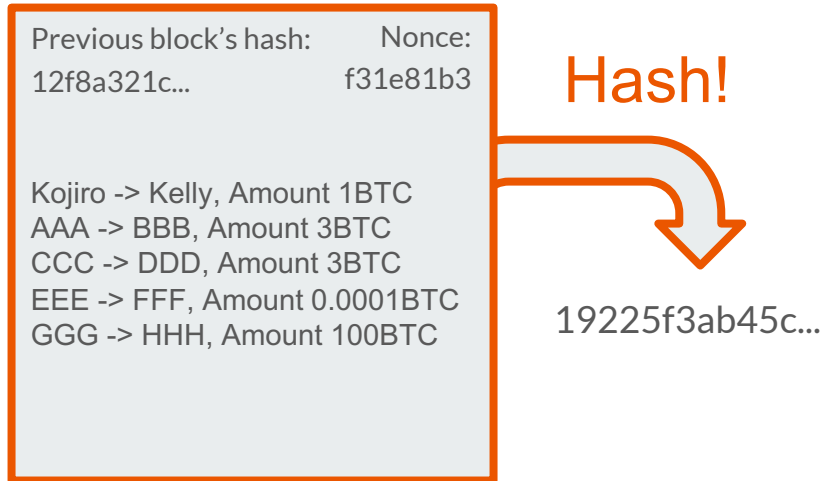 Previous block's hash: Nonce:
12f8a321c... f31e81b3
Hash!
Kojiro -> Kelly, Amount 1BTC
AAA -> BBB, Amount 3BTC
CCC -> DDD, Amount 3BTC
EEE -> FFF, Amount 0.0001BTC
GGG -> HHH, Amount 100BTC
19225f3ab45c...